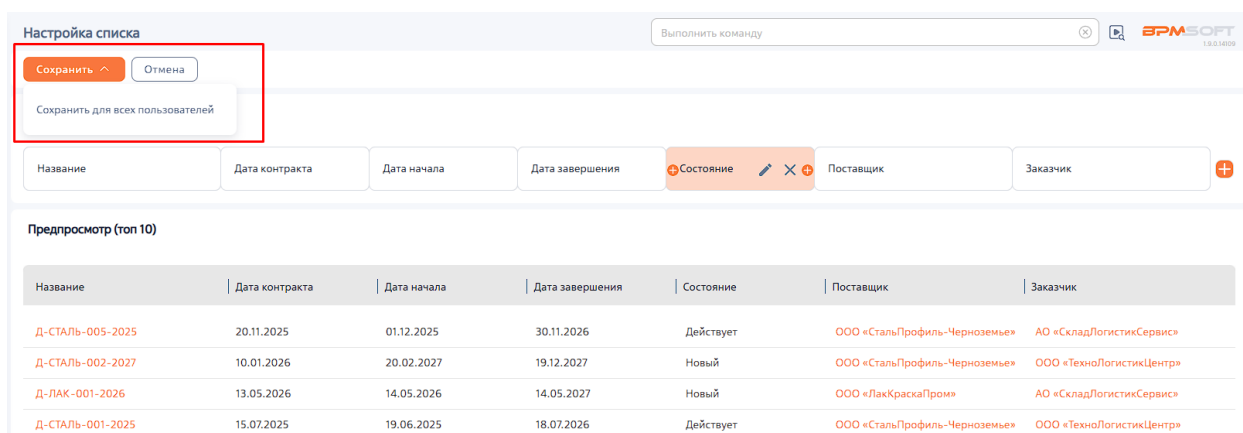 Настройка списка
Выполнить команду
BPMSOFT
1.9.0.14109
Сохранить
Отмена
Сохранить для всех пользователей
Название Дата контракта Дата начала Дата завершения Состояние Поставщик Заказчик
Предпросмотр (топ 10)
Название Дата контракта Дата начала Дата завершения Состояние Поставщик Заказчик
Д-СТАЛЬ-005-2025 20.11.2025 01.12.2025 30.11.2026 Действует ООО «СтальПрофиль-Черноземье» АО «СкладЛогистикСервис»
Д-СТАЛЬ-002-2027 10.01.2026 20.02.2027 19.12.2027 Новый ООО «СтальПрофиль-Черноземье» ООО «ТехноЛогистикЦентр»
Д-ЛАК-001-2026 13.05.2026 14.05.2026 14.05.2027 Новый ООО «ЛакКраскаПром» АО «СкладЛогистикСервис»
Д-СТАЛЬ-001-2025 15.07.2025 19.06.2025 18.07.2026 Действует ООО «СтальПрофиль-Черноземье» ООО «ТехноЛогистикЦентр»